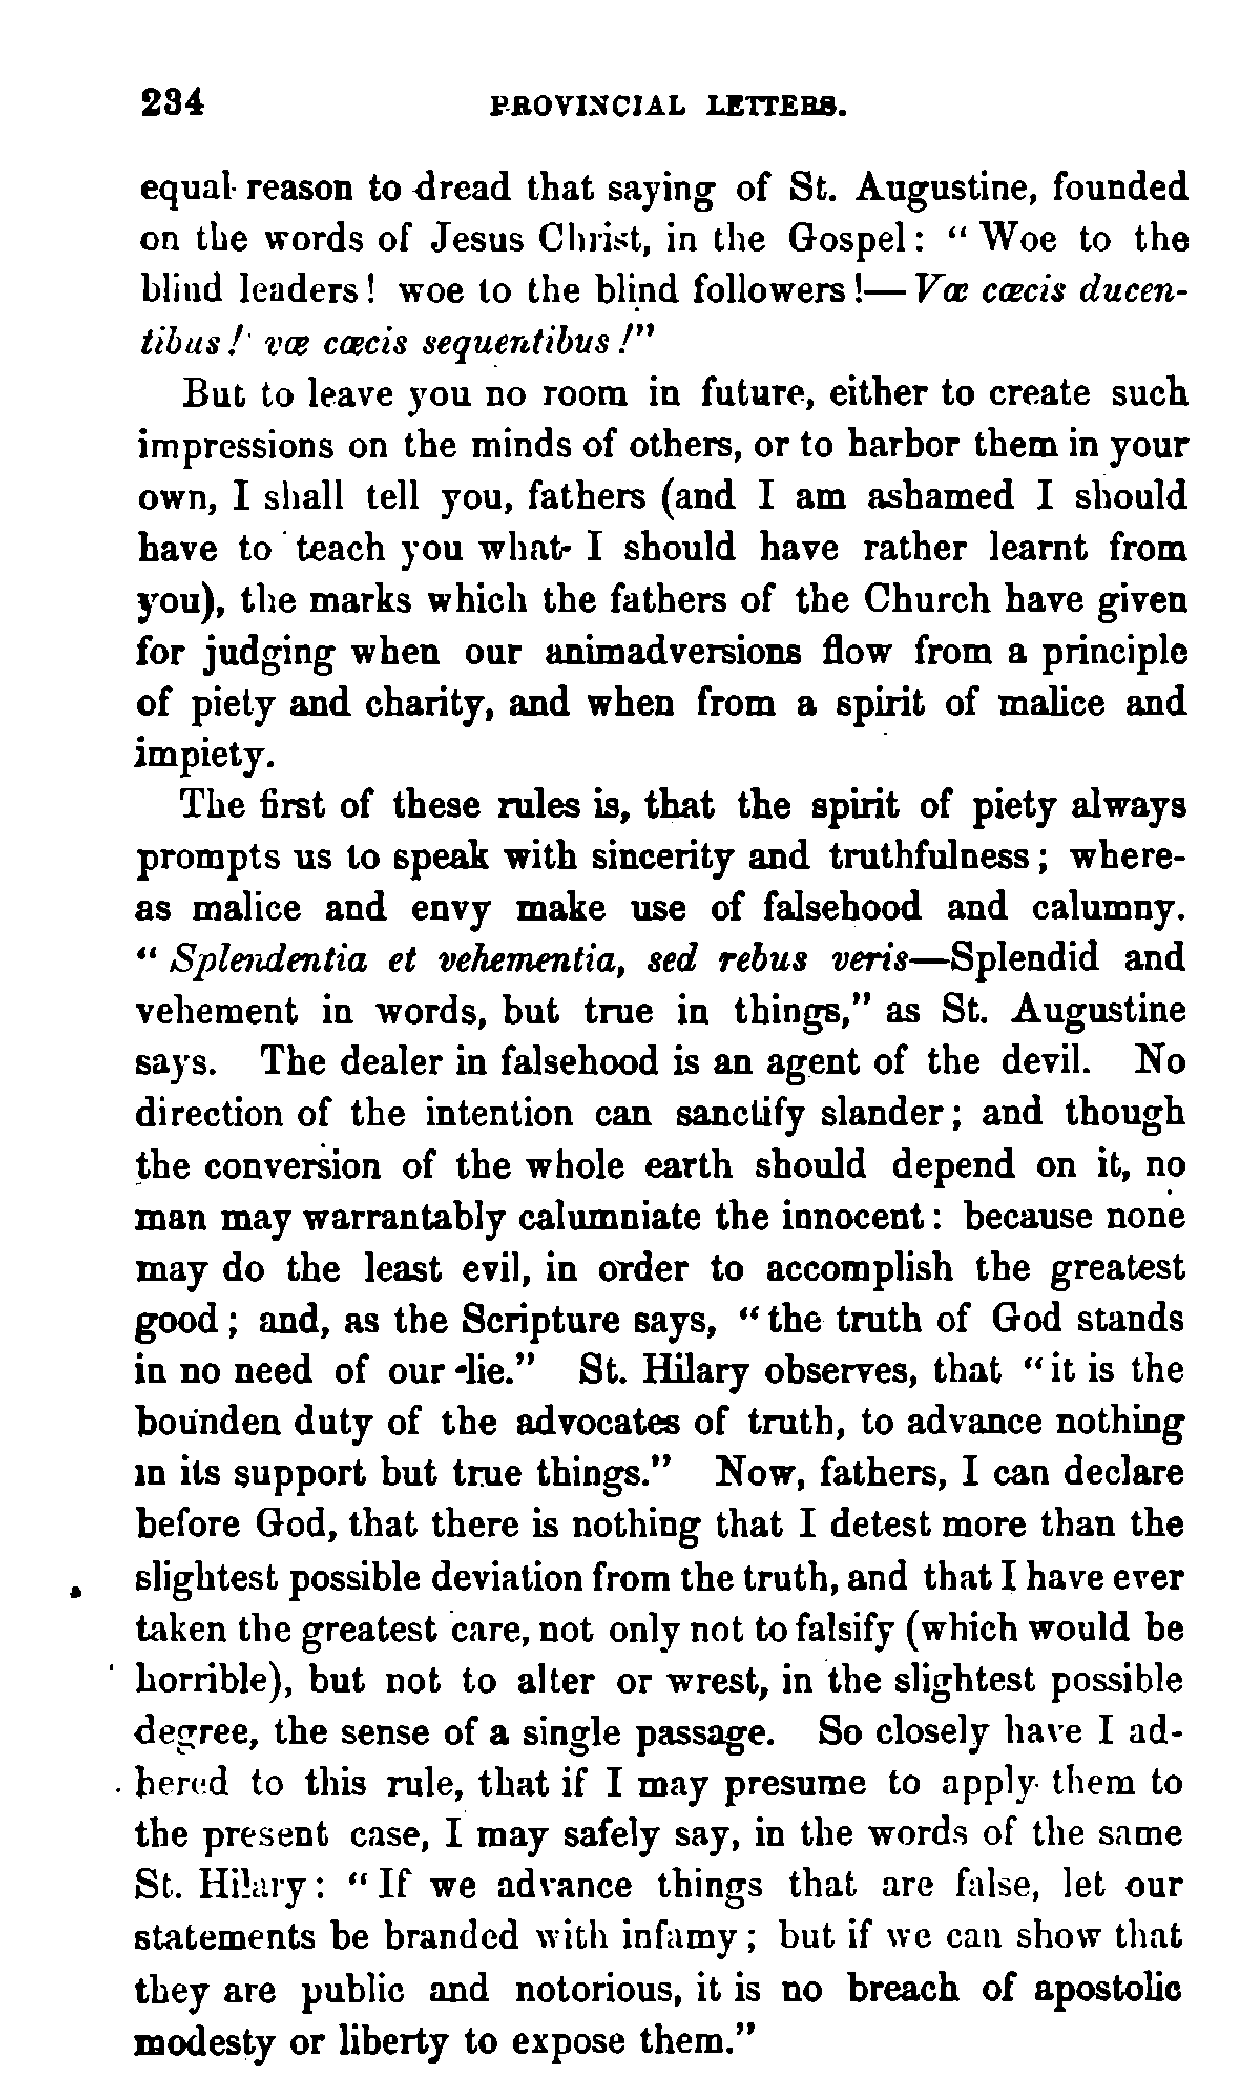 234 PROVINCIAL LETTERS.
equal reason to dread that saying of St. Augustine, founded
on the words of Jesus Christ, in the Gospel: “Woe to the
blind leaders! woe to the blind followers!—Væ cæcis ducen-
tibus! væ cæcis sequentibus!”
But to leave you no room in future, either to create such
impressions on the minds of others, or to harbor them in your
own, I shall tell you, fathers (and I am ashamed I should
have to teach you what I should have rather learnt from
you), the marks which the fathers of the Church have given
for judging when our animadversions flow from a principle
of piety and charity, and when from a spirit of malice and
impiety.
The first of these rules is, that the spirit of piety always
prompts us to speak with sincerity and truthfulness; where-
as malice and envy make use of falsehood and calumny.
“Splendentia et vehementia, sed rebus veris—Splendid and
vehement in words, but true in things,” as St. Augustine
says. The dealer in falsehood is an agent of the devil. No
direction of the intention can sanctify slander; and though
the conversion of the whole earth should depend on it, no
man may warrantably calumniate the innocent: because none
may do the least evil, in order to accomplish the greatest
good; and, as the Scripture says, “the truth of God stands
in no need of our lie.” St. Hilary observes, that “it is the
bounden duty of the advocates of truth, to advance nothing
in its support but true things.” Now, fathers, I can declare
before God, that there is nothing that I detest more than the
slightest possible deviation from the truth, and that I have ever
taken the greatest care, not only not to falsify (which would be
horrible), but not to alter or wrest, in the slightest possible
degree, the sense of a single passage. So closely have I ad-
hered to this rule, that if I may presume to apply them to
the present case, I may safely say, in the words of the same
St. Hilary: “If we advance things that are false, let our
statements be branded with infamy; but if we can show that
they are public and notorious, it is no breach of apostolic
modesty or liberty to expose them.”